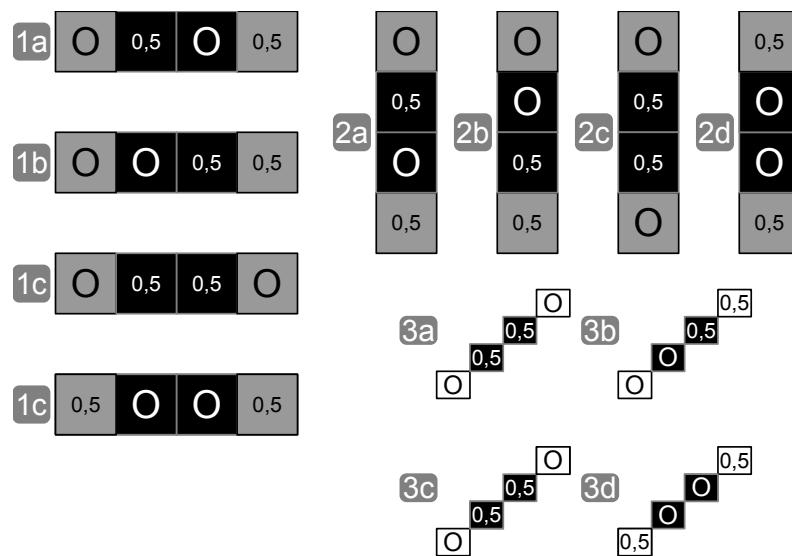 1a O 0,5 O 0,5
1b O O 0,5 0,5
1c O 0,5 0,5 O
1c 0,5 O O 0,5
2a O 0,5 O 0,5
2b O O 0,5 0,5
2c O 0,5 0,5 O
2d 0,5 O O 0,5
3a O 0,5 0,5 O
3b 0,5 0,5 O O
3c O 0,5 0,5 O
3d 0,5 O O 0,5